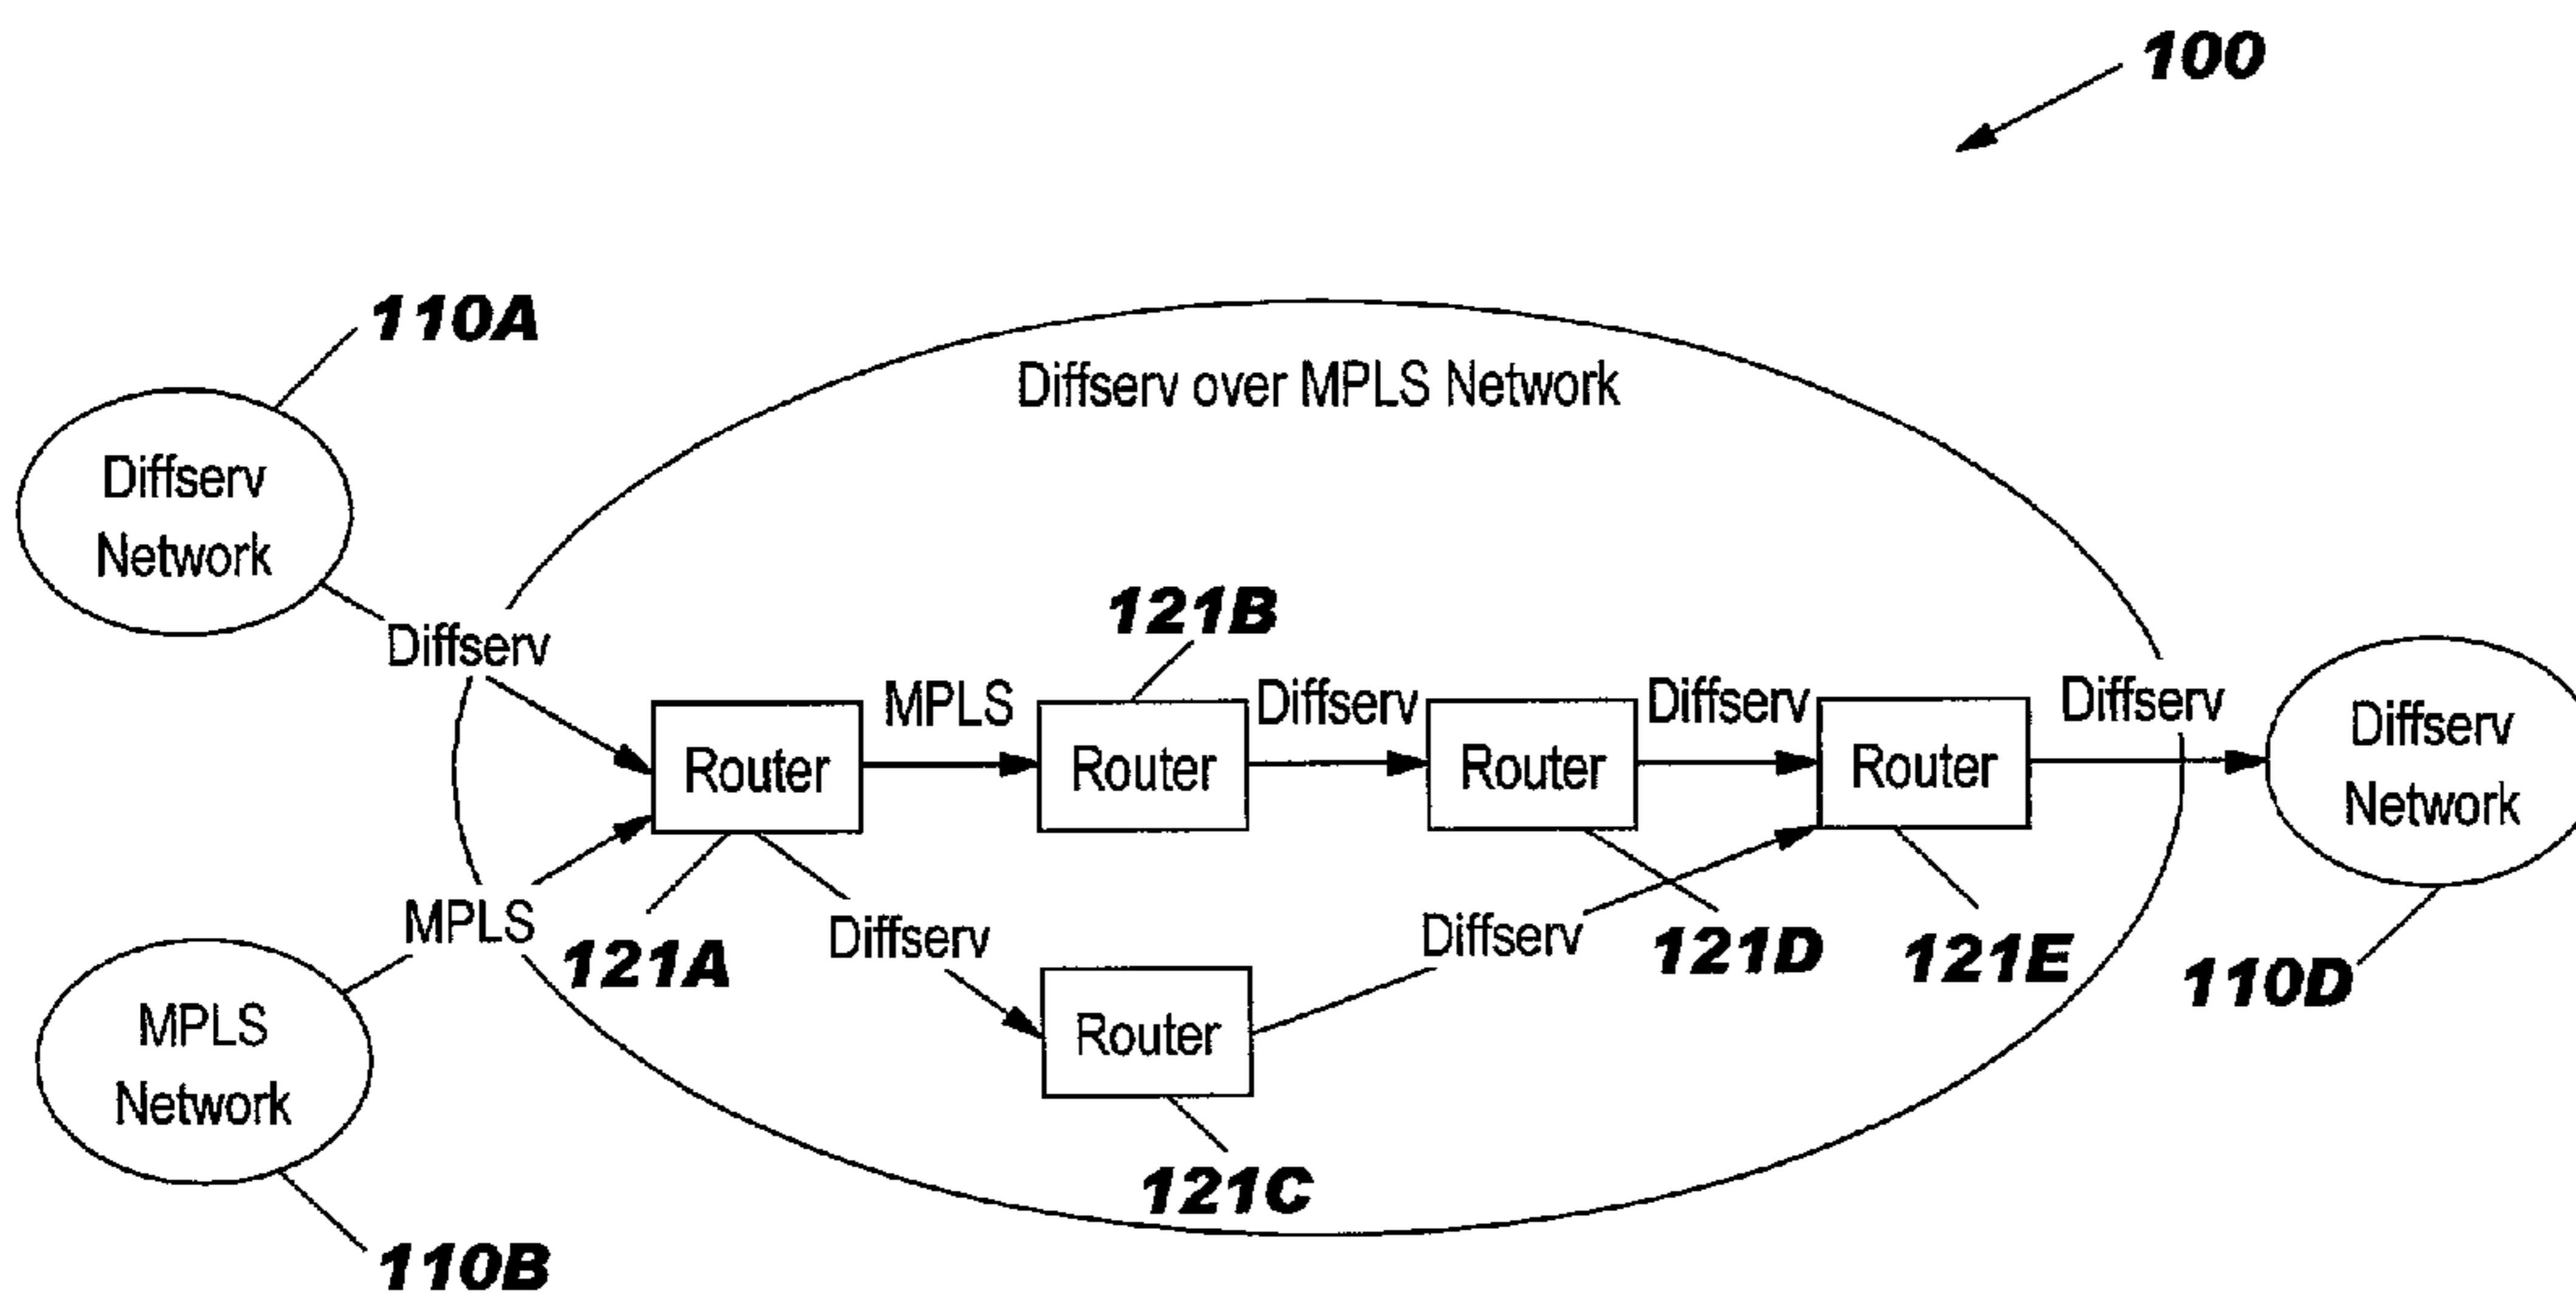 100
110A
Diffserv over MPLS Network
Diffserv
Network
Diffserv
121B
MPLS
Diffserv
Diffserv
Diffserv
Router
Router
Router
Router
Diffserv
Network
MPLS
121A
Diffserv
Diffserv
121D
121E
110D
MPLS
Network
Router
121C
110B